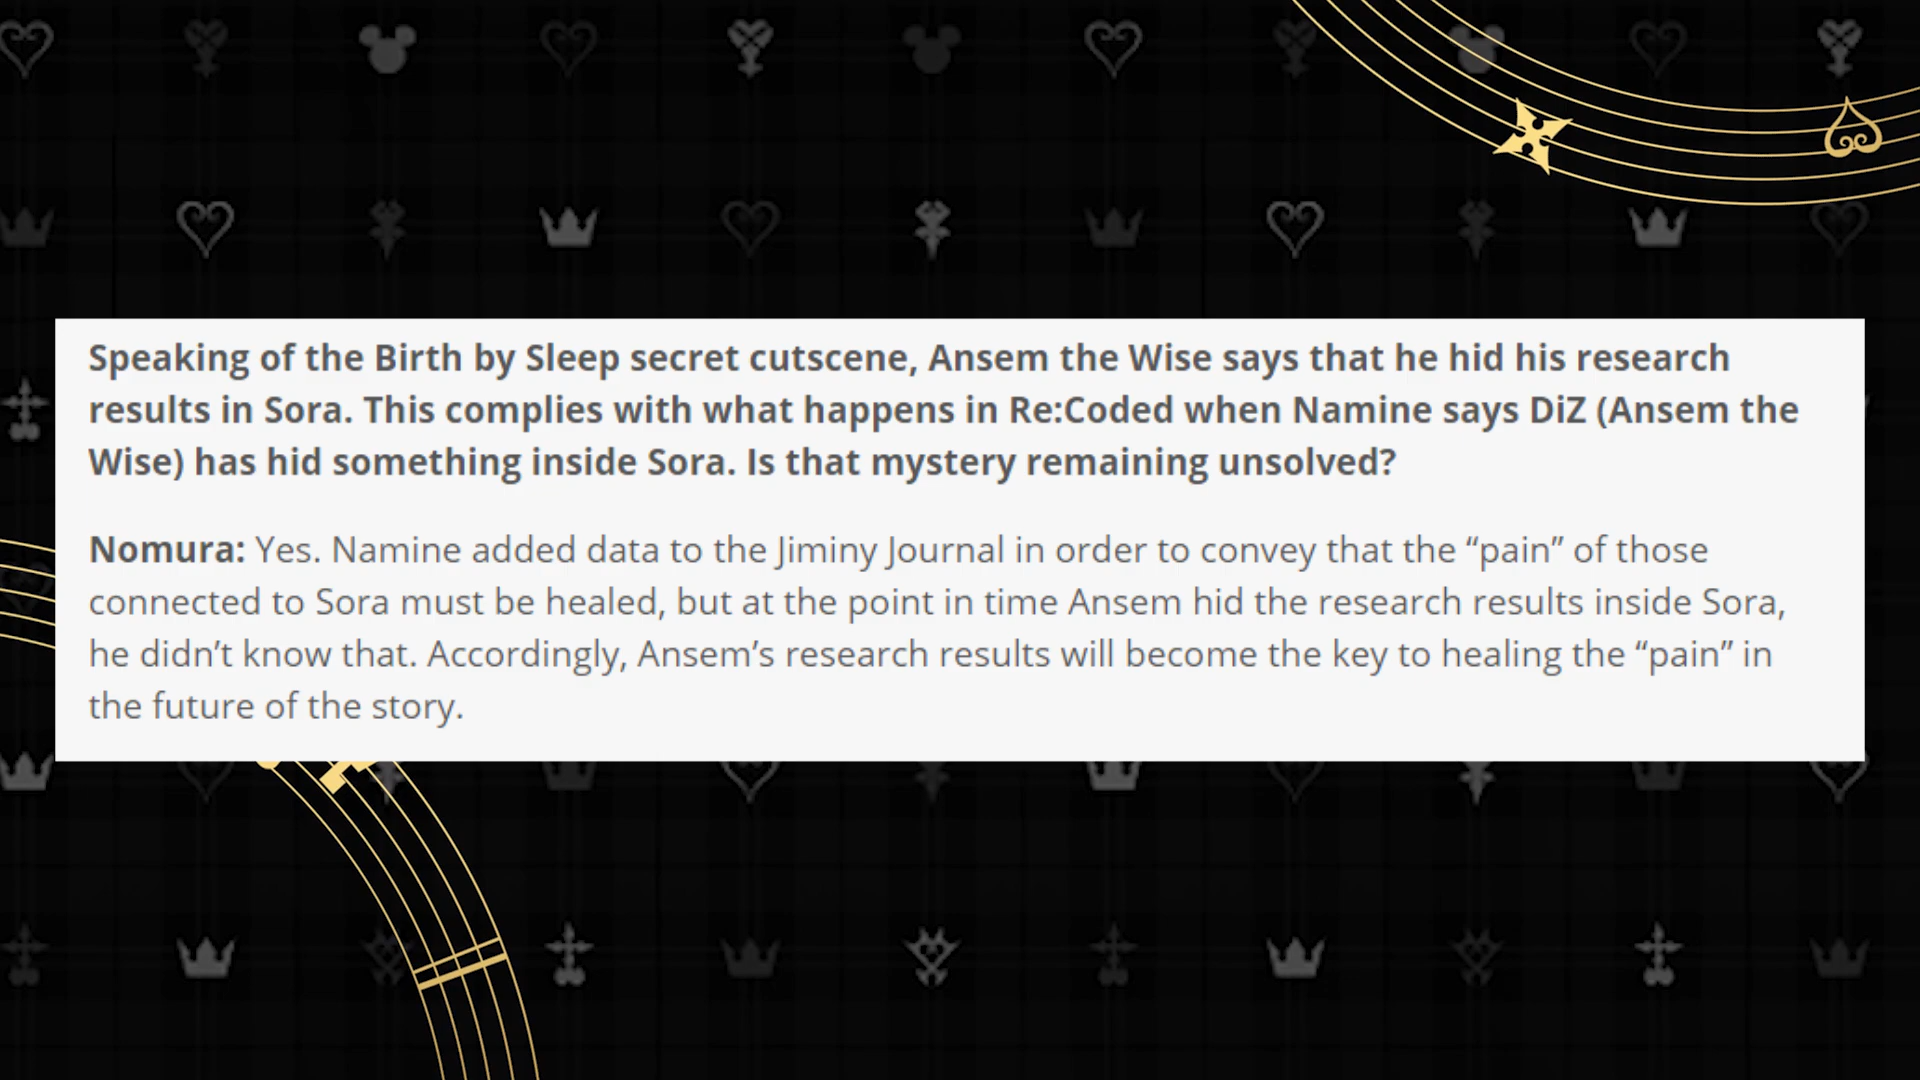 Speaking of the Birth by Sleep secret cutscene, Ansem the Wise says that he hid his research
results in Sora. This complies with what happens in Re:Coded when Namine says DiZ (Ansem the
Wise) has hid something inside Sora. Is that mystery remaining unsolved?
Nomura: Yes. Namine added data to the Jiminy Journal in order to convey that the “pain” of those
connected to Sora must be healed, but at the point in time Ansem hid the research results inside Sora,
he didn’t know that. Accordingly, Ansem’s research results will become the key to healing the “pain” in
the future of the story.